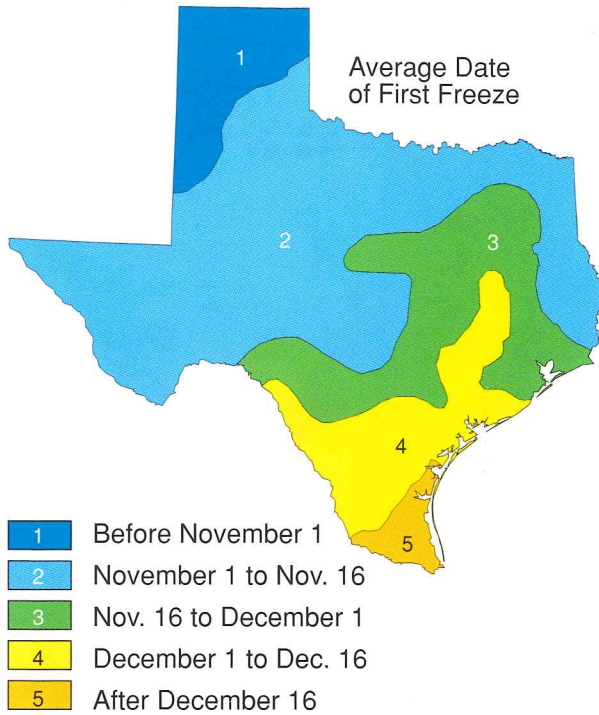 1
Average Date
of First Freeze
2
3
4
5
1 Before November 1
2 November 1 to Nov. 16
3 Nov. 16 to December 1
4 December 1 to Dec. 16
5 After December 16